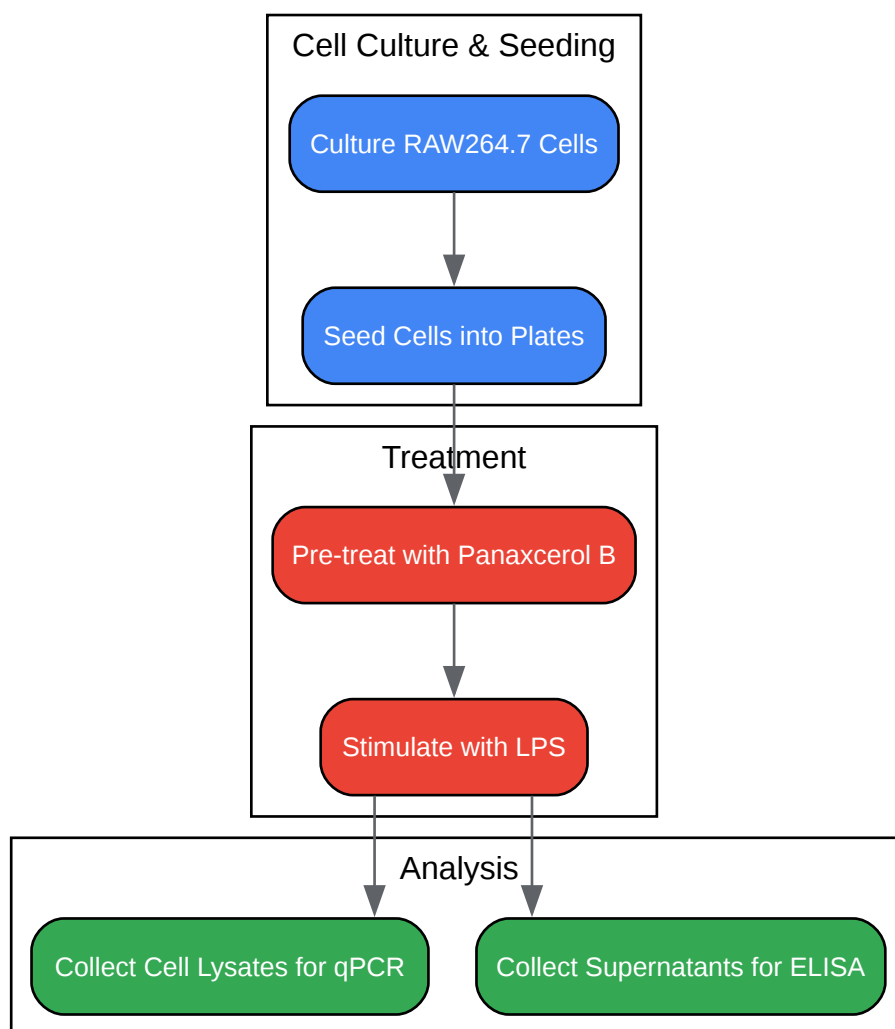 Cell Culture & Seeding
Culture RAW264.7 Cells
Seed Cells into Plates
Treatment
Pre-treat with Panaxcerol B
Stimulate with LPS
Analysis
Collect Cell Lysates for qPCR
Collect Supernatants for ELISA